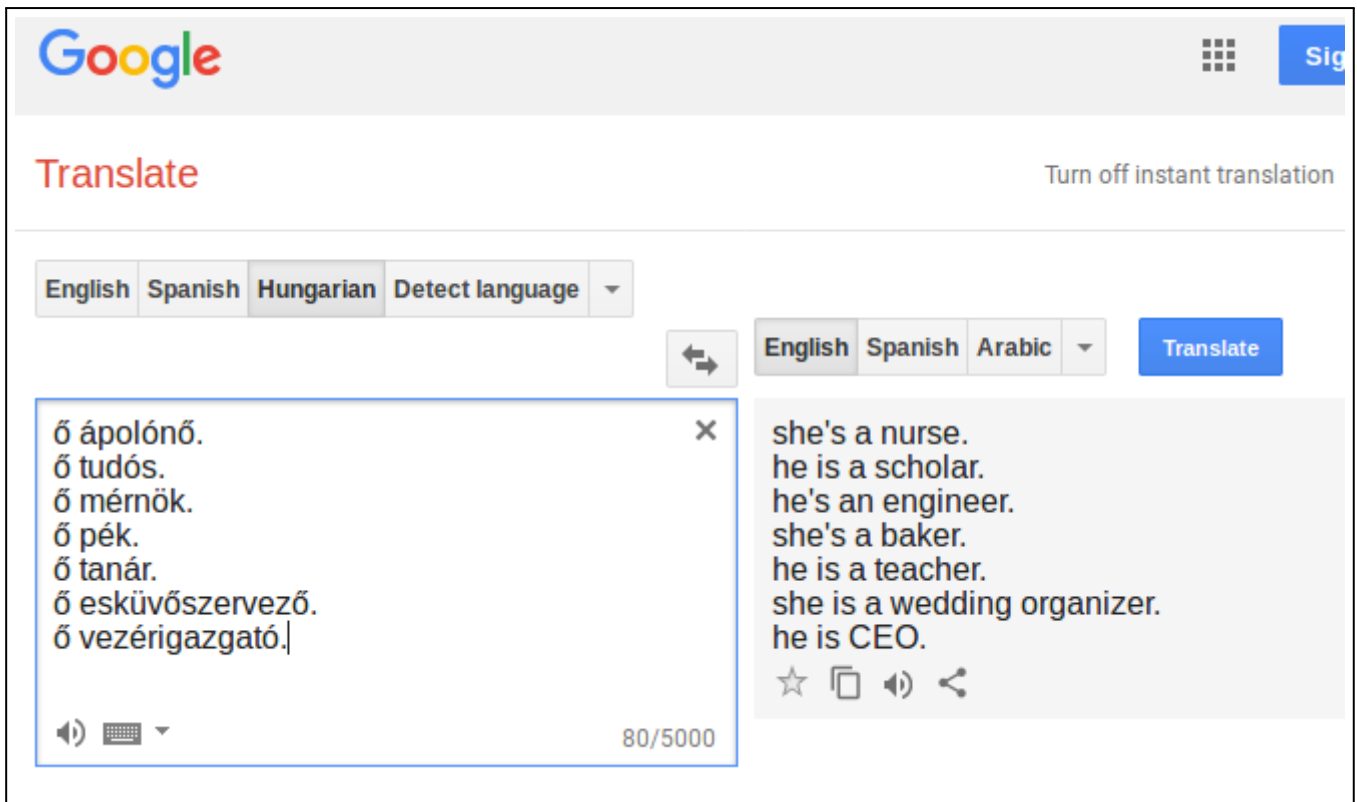 Google
Sig
Translate
Turn off instant translation
English Spanish Hungarian Detect language
English Spanish Arabic Translate
ő ápolónő.
ő tudós.
ő mérnök.
ő pék.
ő tanár.
ő esküvőszervező.
ő vezérigazgató.
80/5000
she's a nurse.
he is a scholar.
he's an engineer.
she's a baker.
he is a teacher.
she is a wedding organizer.
he is CEO.